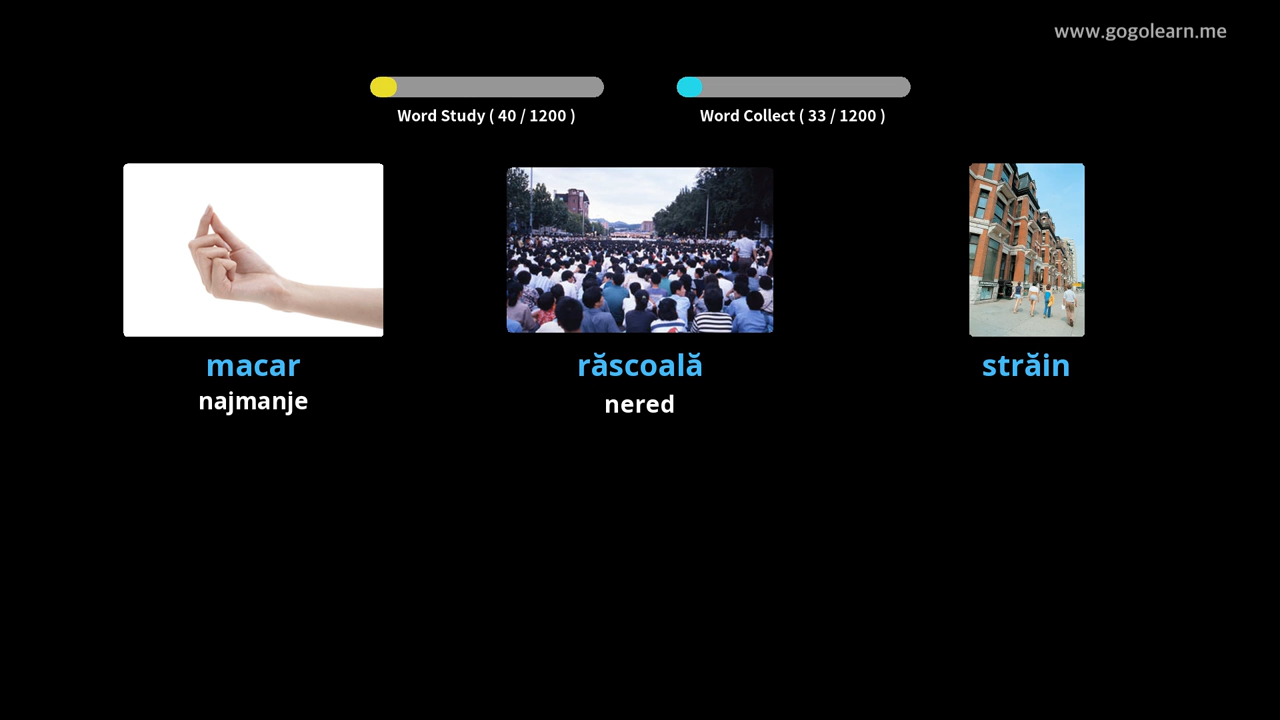 www.gogolearn.me
Word Study ( 40 / 1200 )
Word Collect ( 33 / 1200 )
macar
najmanje
răscoală
nered
străin